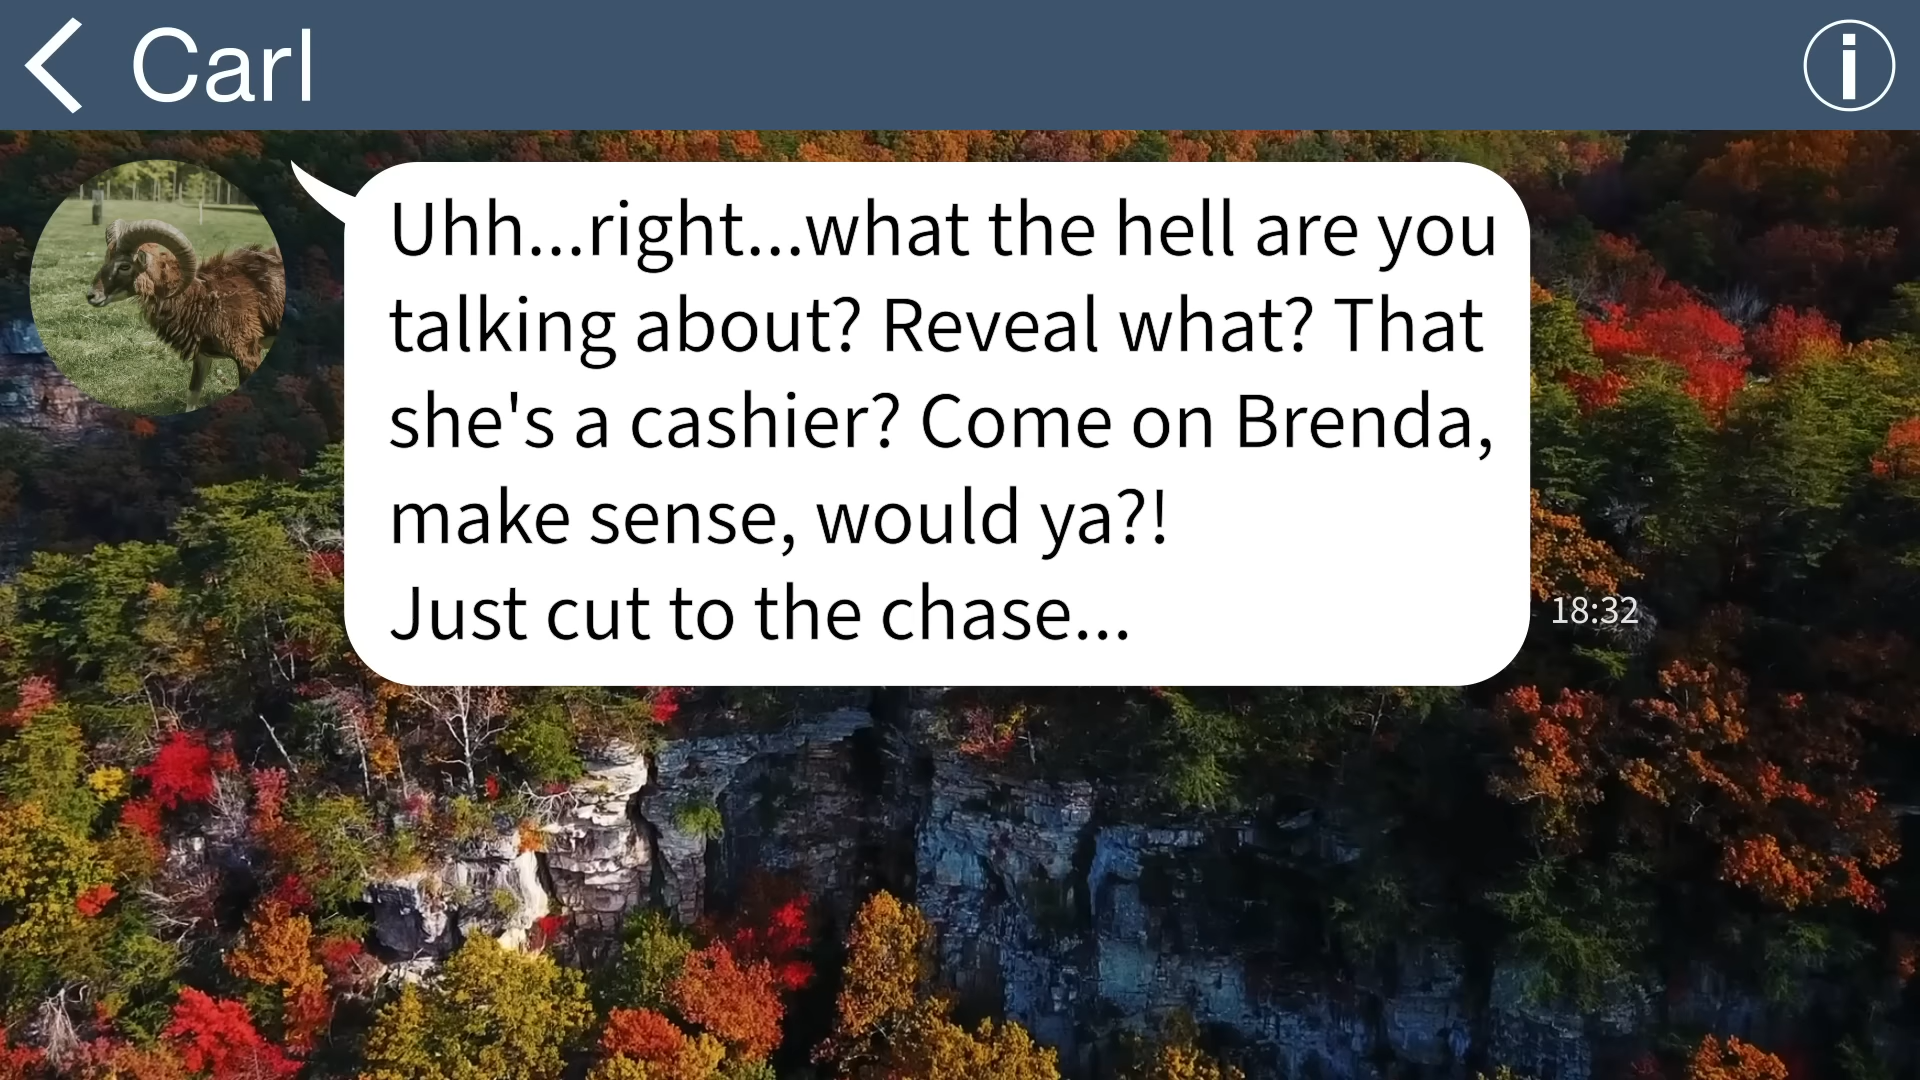 Carl
Uhh...right...what the hell are you
talking about? Reveal what? That
she's a cashier? Come on Brenda,
make sense, would ya?!
Just cut to the chase...
18:32